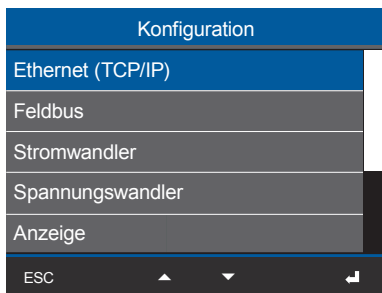 Konfiguration
Ethernet (TCP/IP)
Feldbus
Stromwandler
Spannungswandler
Anzeige
ESC